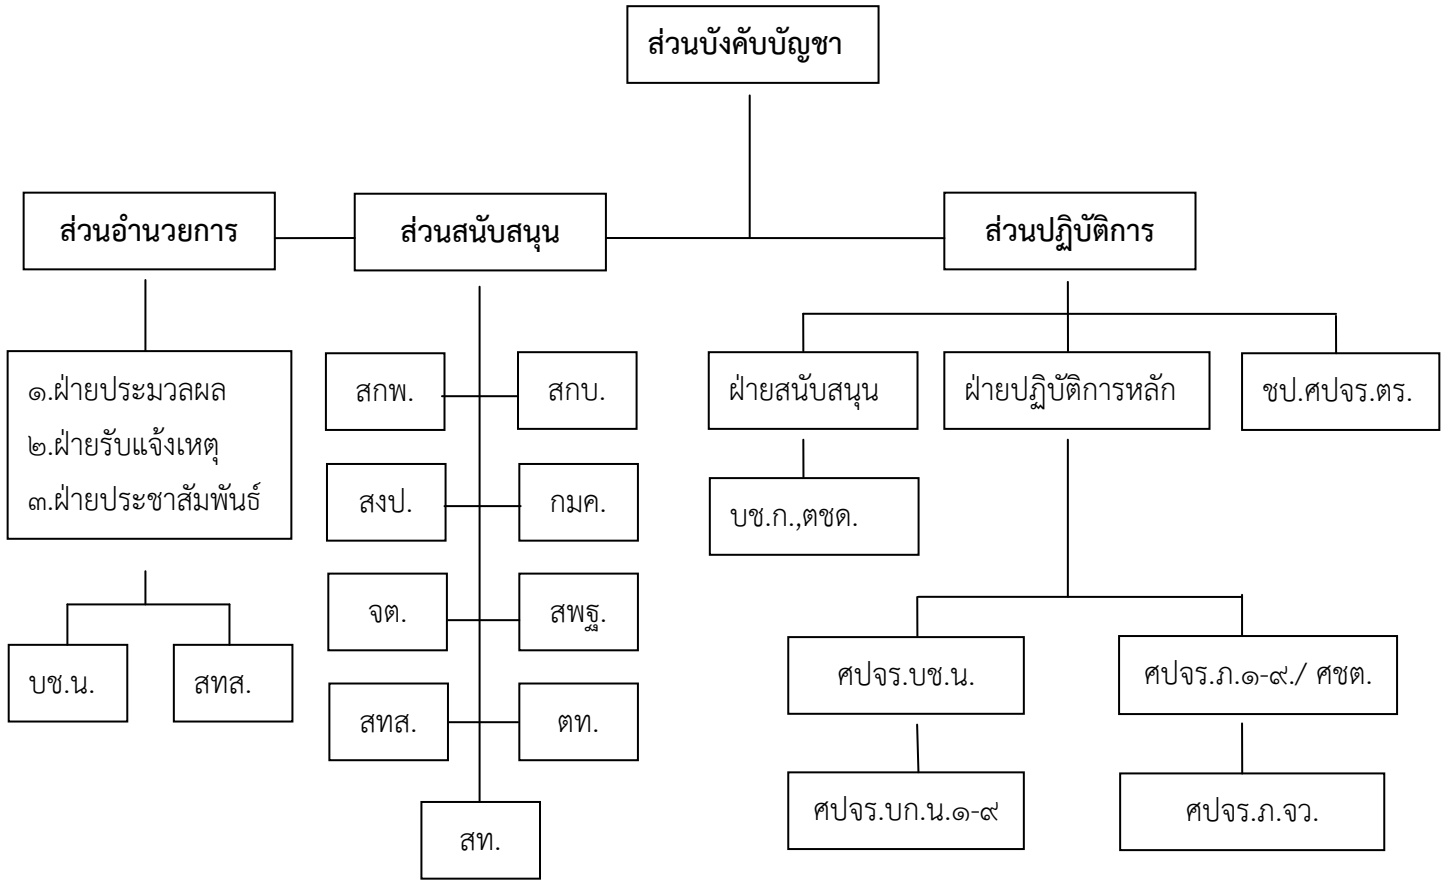 ส่วนบังคับบัญชา
ส่วนอำนวยการ
ส่วนสนับสนุน
ส่วนปฏิบัติการ
๑.ฝ่ายประมวลผล
๒.ฝ่ายรับแจ้งเหตุ
๓.ฝ่ายประชาสัมพันธ์
บช.น.
สทส.
สกพ.
สกบ.
สงป.
กมค.
จต.
สพฐ.
สทส.
ตท.
สท.
ฝ่ายสนับสนุน
ฝ่ายปฏิบัติการหลัก
ชป.ศปจร.ตร.
บช.ก.,ตชด.
ศปจร.บช.น.
ศปจร.ภ.๑-๙./ ศชต.
ศปจร.บก.น.๑-๙
ศปจร.ภ.จว.